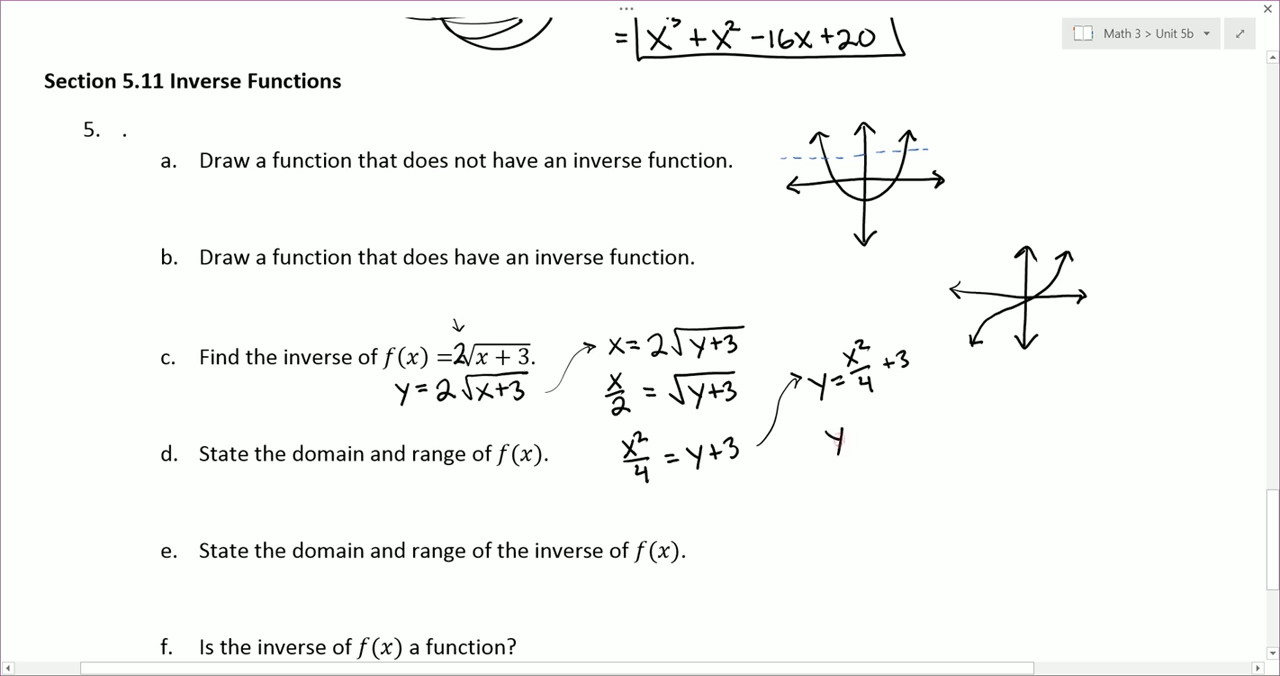 = x³ + x² - 16x + 20
Math 3 > Unit 5b
Section 5.11 Inverse Functions
5. .
a. Draw a function that does not have an inverse function.
b. Draw a function that does have an inverse function.
c. Find the inverse of f(x) = 2√(x + 3).
y = 2√(x+3)
x = 2√(y+3)
x/2 = √(y+3)
x²/4 = y+3
y = x²/4 + 3
y
d. State the domain and range of f(x).
e. State the domain and range of the inverse of f(x).
f. Is the inverse of f(x) a function?